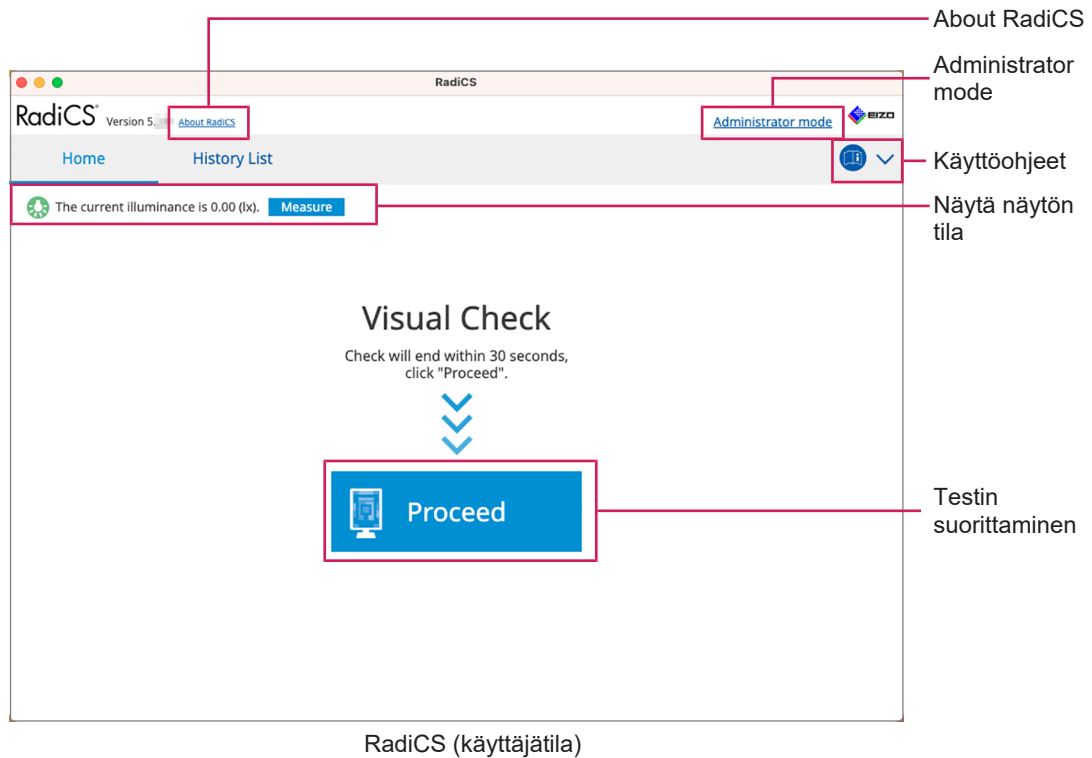 About RadiCS
Administrator
mode
RadiCS
RadiCS® Version 5. About RadiCS
Administrator mode
EIZO
Home
History List
Käyttöohjeet
The current illuminance is 0.00 (lx).
Measure
Näytä näytön
tila
Visual Check
Check will end within 30 seconds,
click "Proceed".
Proceed
Testin
suorittaminen
RadiCS (käyttäjätila)